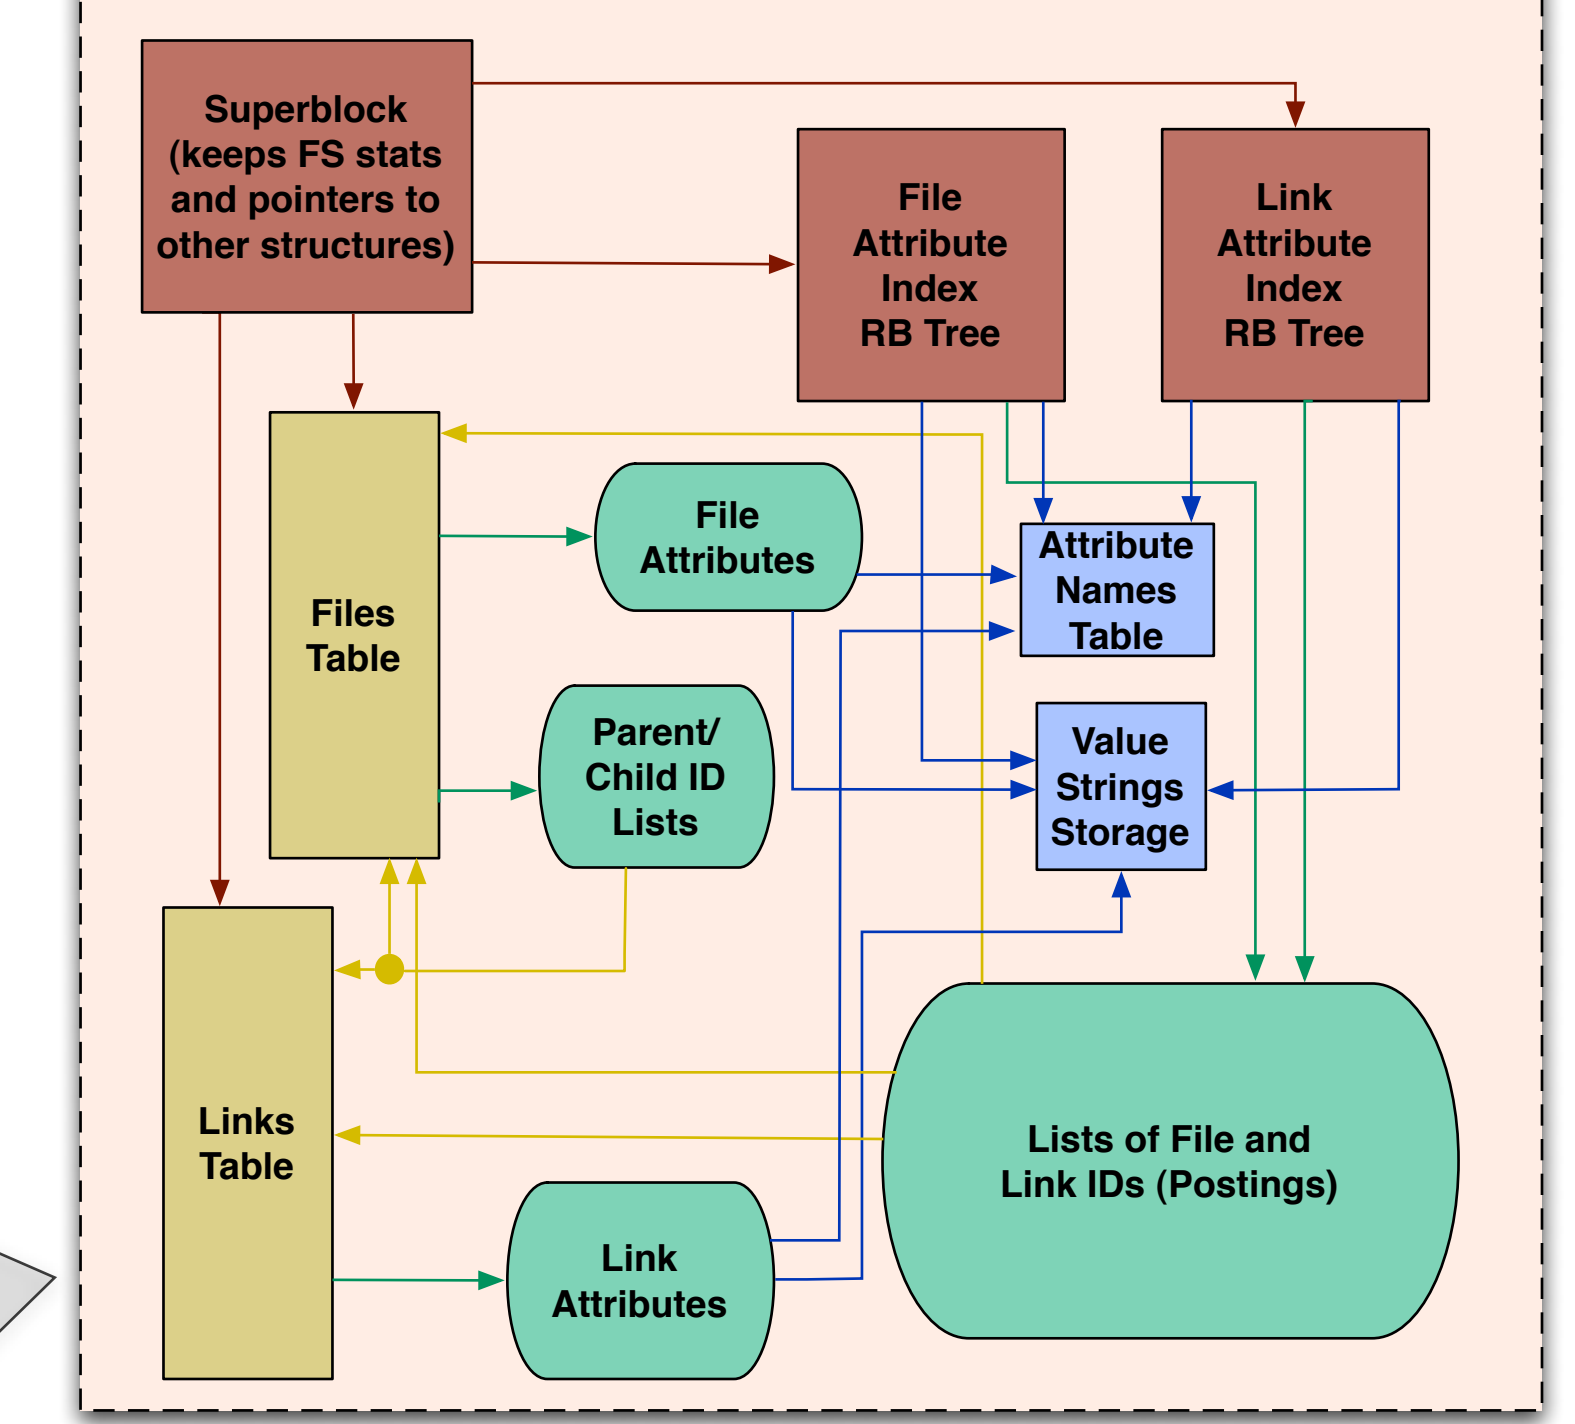 Superblock
(keeps FS stats
and pointers to
other structures)
File
Attribute
Index
RB Tree
Link
Attribute
Index
RB Tree
File
Attributes
Attribute
Names
Table
Files
Table
Parent/
Child ID
Lists
Value
Strings
Storage
Links
Table
Lists of File and
Link IDs (Postings)
Link
Attributes